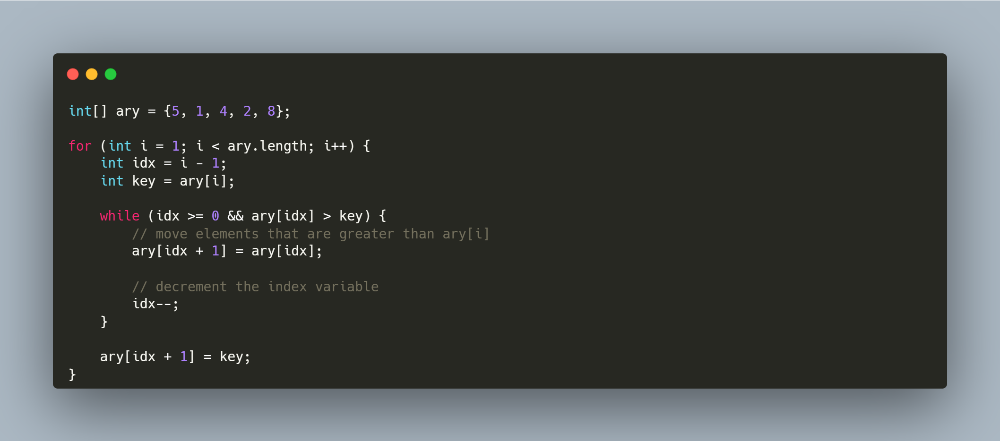 int[] ary = {5, 1, 4, 2, 8};
for (int i = 1; i < ary.length; i++) {
    int idx = i - 1;
    int key = ary[i];
    while (idx >= 0 && ary[idx] > key) {
        // move elements that are greater than ary[i]
        ary[idx + 1] = ary[idx];
        // decrement the index variable
        idx--;
    }
    ary[idx + 1] = key;
}